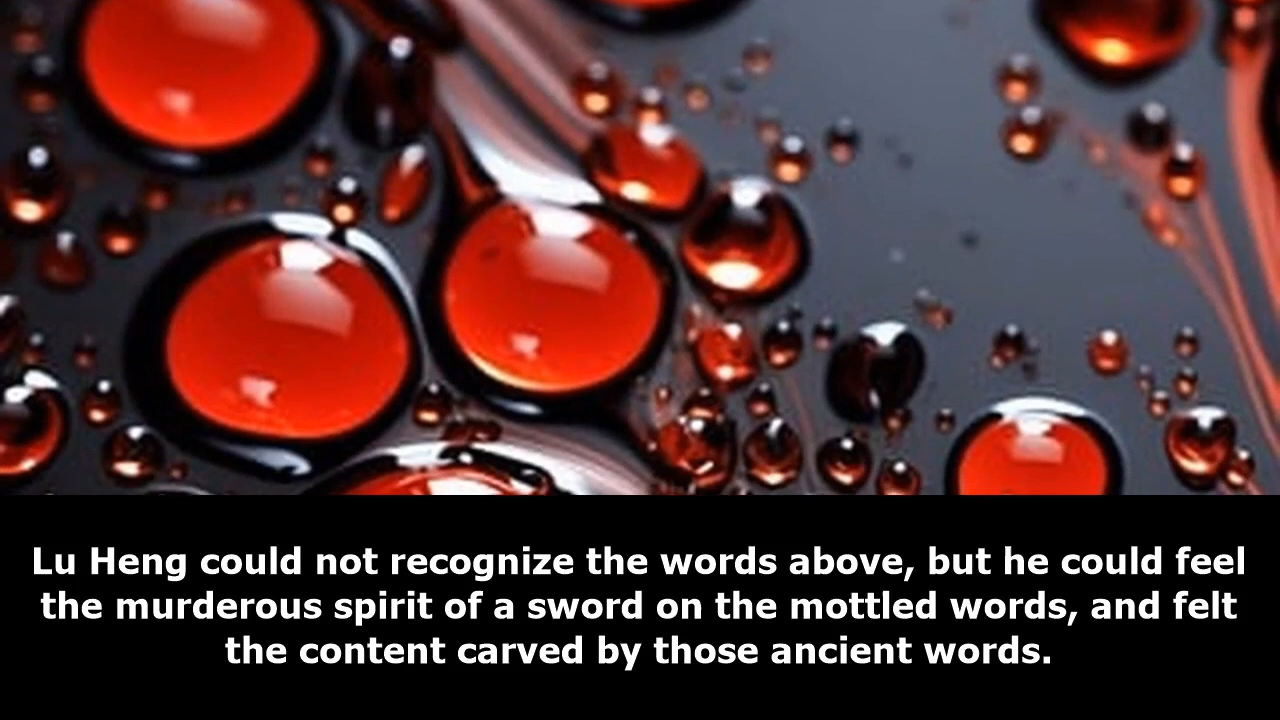 Lu Heng could not recognize the words above, but he could feel
the murderous spirit of a sword on the mottled words, and felt
the content carved by those ancient words.